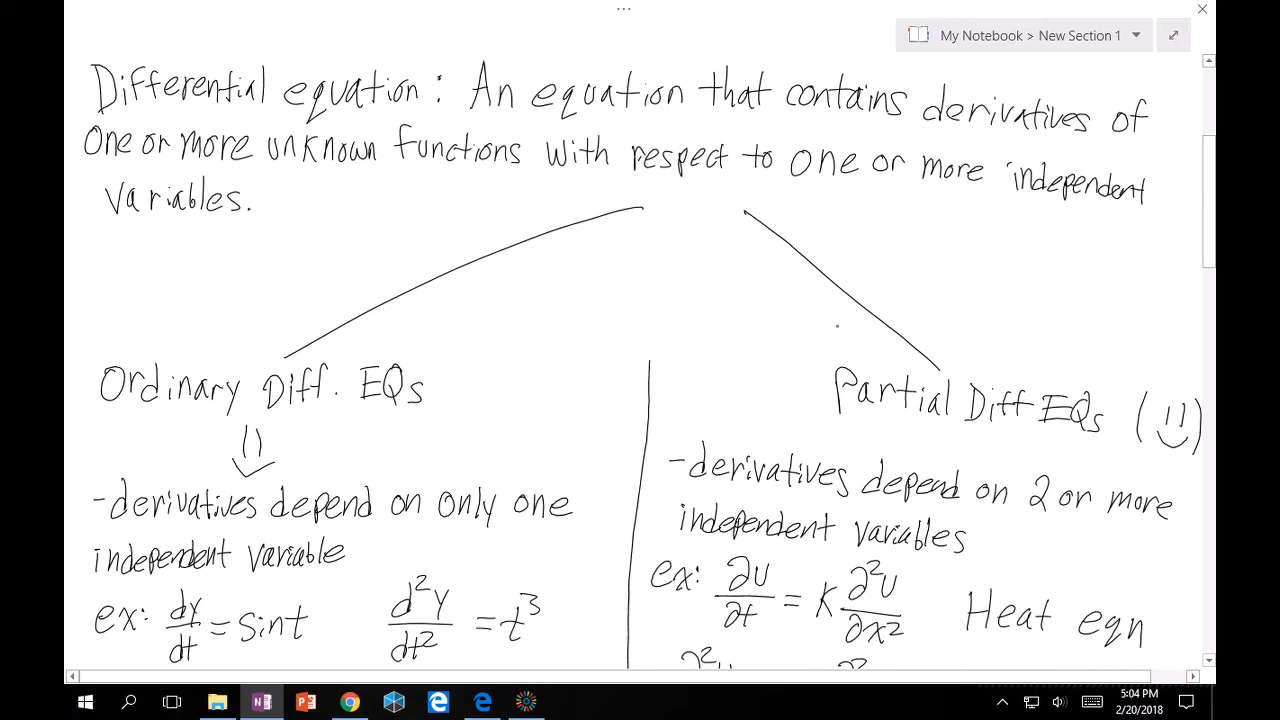 My Notebook > New Section 1
Differential equation: An equation that contains derivatives of
one or more unknown functions with respect to one or more independent
variables.
Ordinary Diff. EQs
- derivatives depend on only one
independent variable
ex: dy/dt = sint d²y/dt² = t³
Partial Diff EQs (
- derivatives depend on 2 or more
independent variables
ex: ∂u/∂t = K ∂²u/∂x² Heat eqn
5:04 PM
2/20/2018